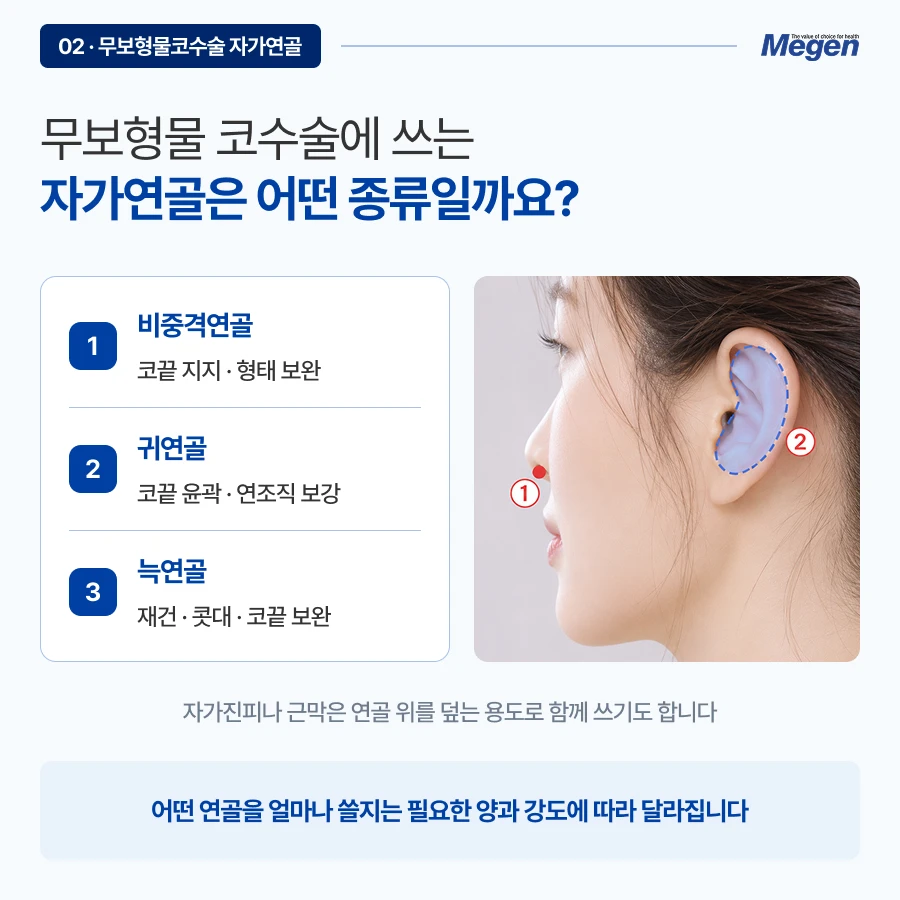 02 · 무보형물코수술 자가연골
The value of choice for health
Megen
무보형물 코수술에 쓰는
자가연골은 어떤 종류일까요?
1
비중격연골
코끝 지지 · 형태 보완
2
귀연골
코끝 윤곽 · 연조직 보강
3
늑연골
재건 · 콧대 · 코끝 보완
1
2
자가진피나 근막은 연골 위를 덮는 용도로 함께 쓰기도 합니다
어떤 연골을 얼마나 쓸지는 필요한 양과 강도에 따라 달라집니다